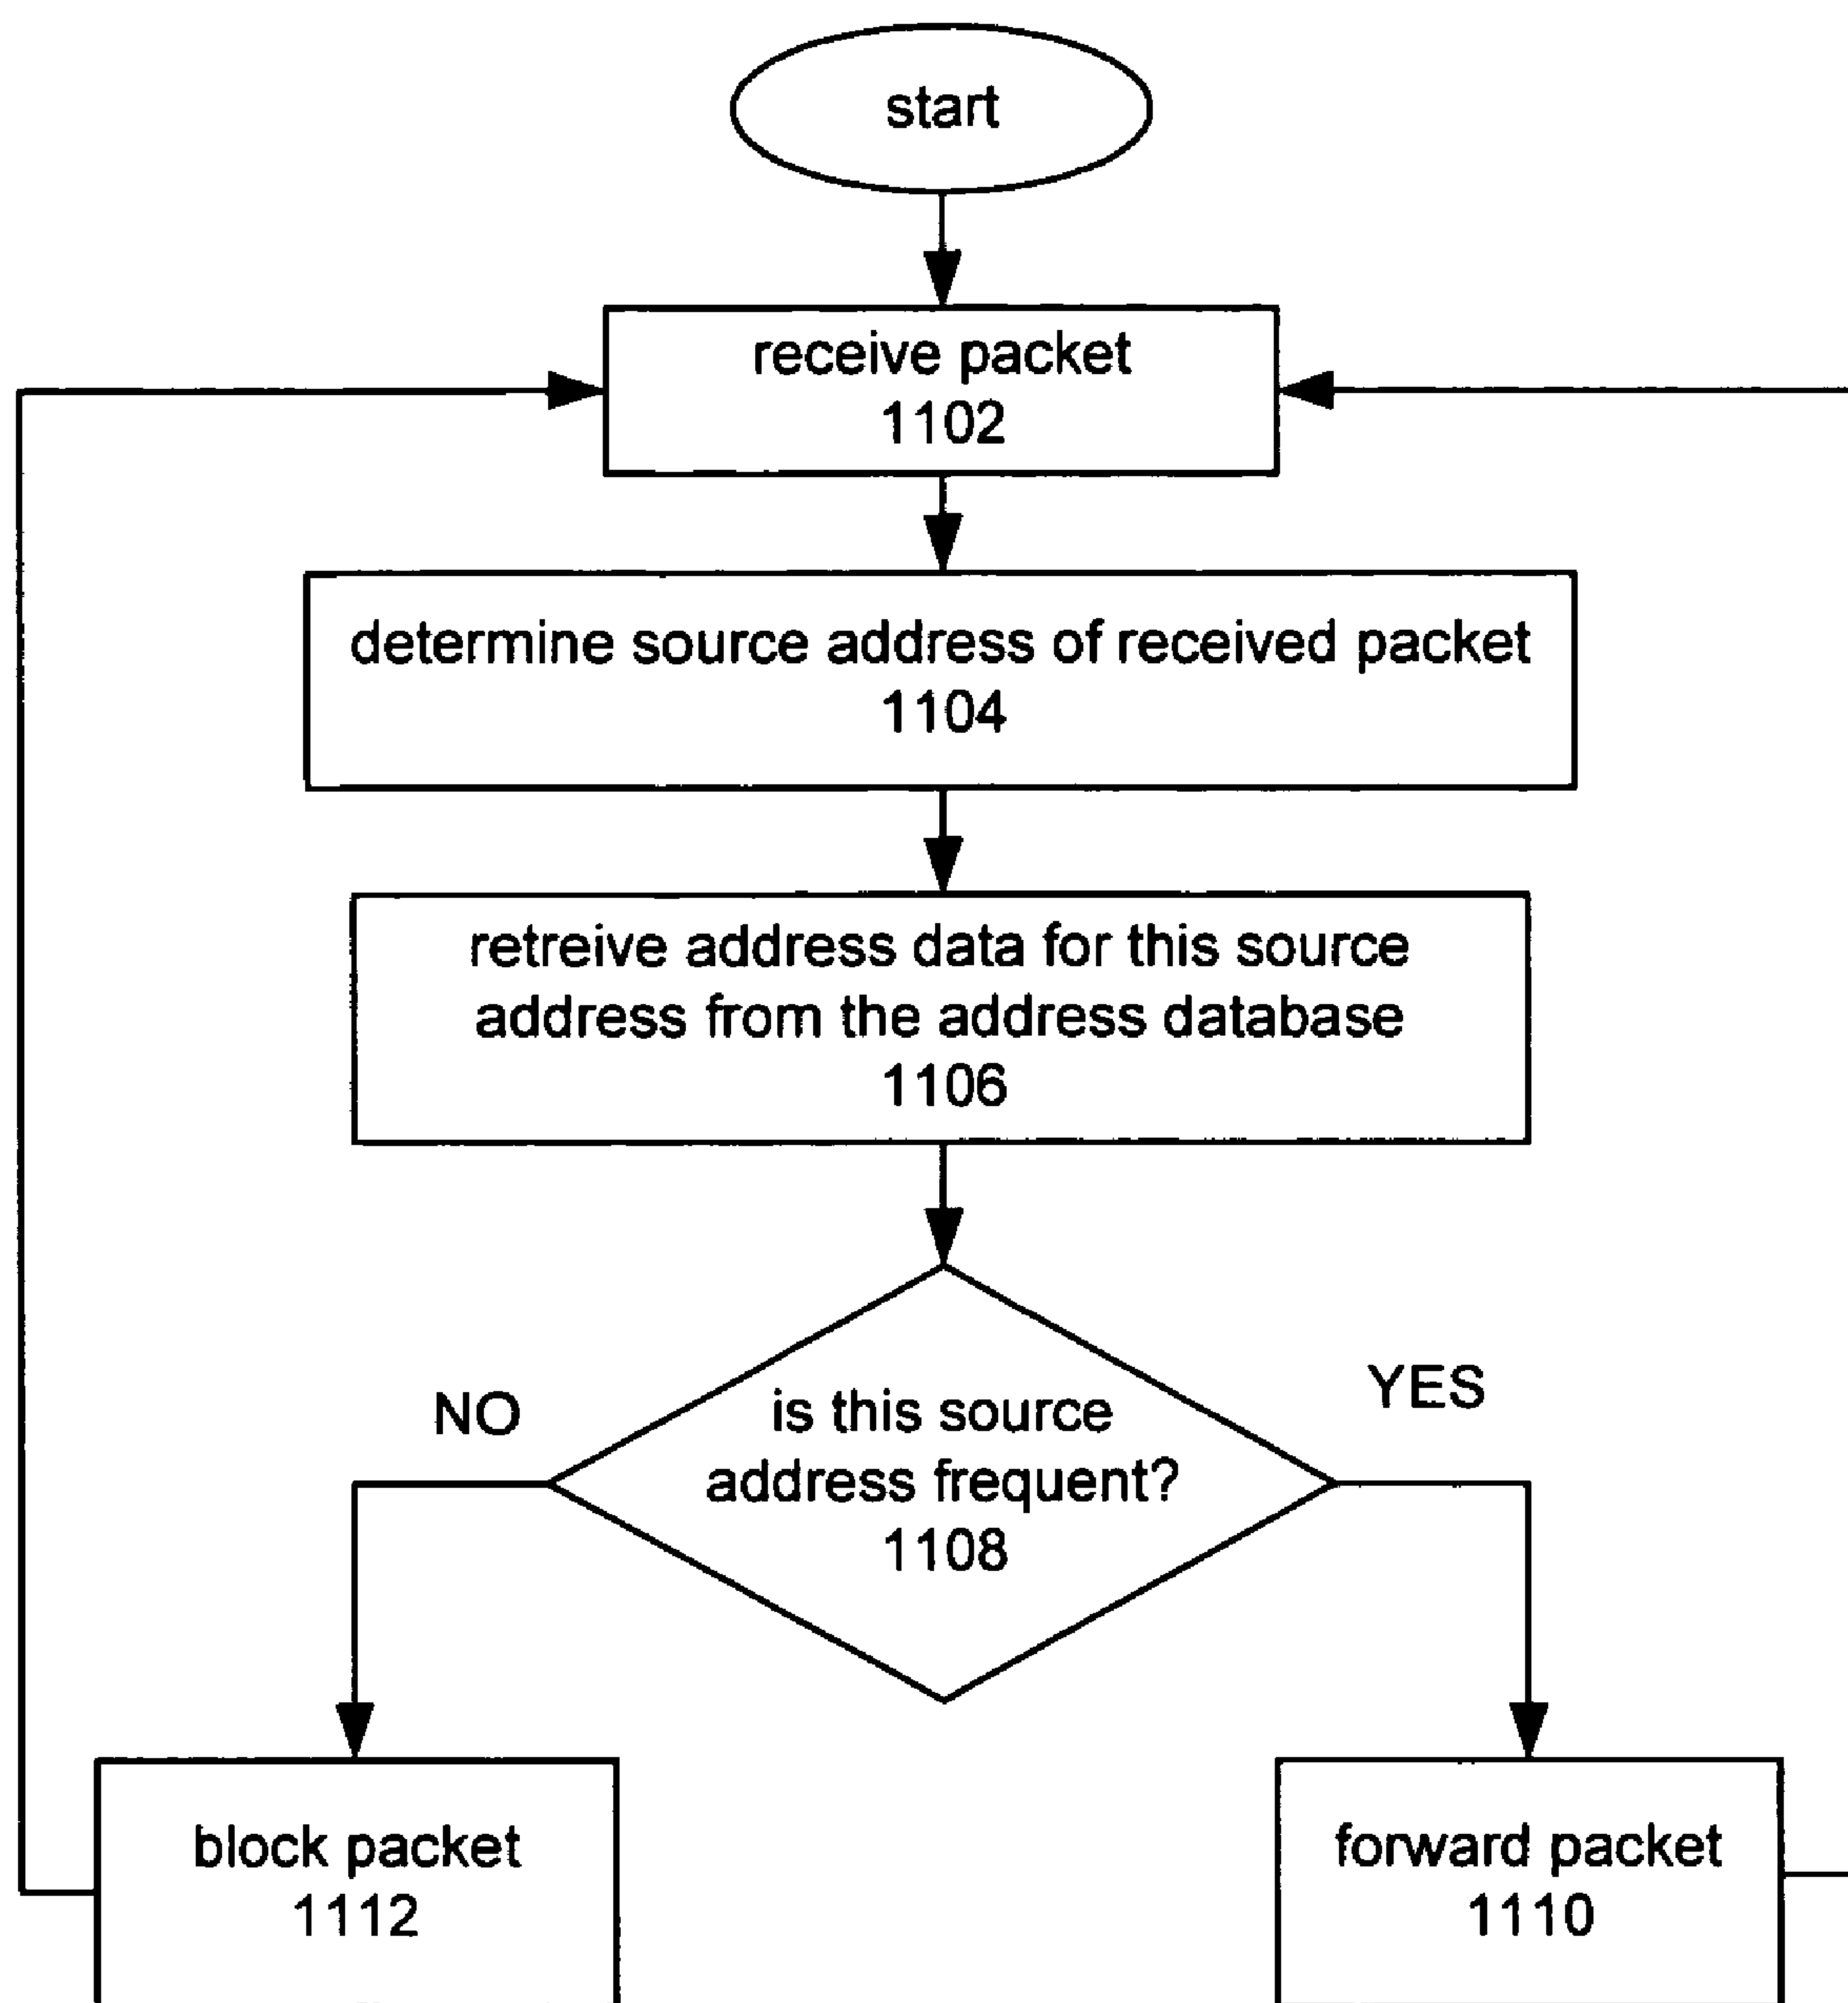 start
receive packet
1102
determine source address of received packet
1104
retreive address data for this source
address from the address database
1106
is this source
address frequent?
1108
NO
YES
block packet
1112
forward packet
1110